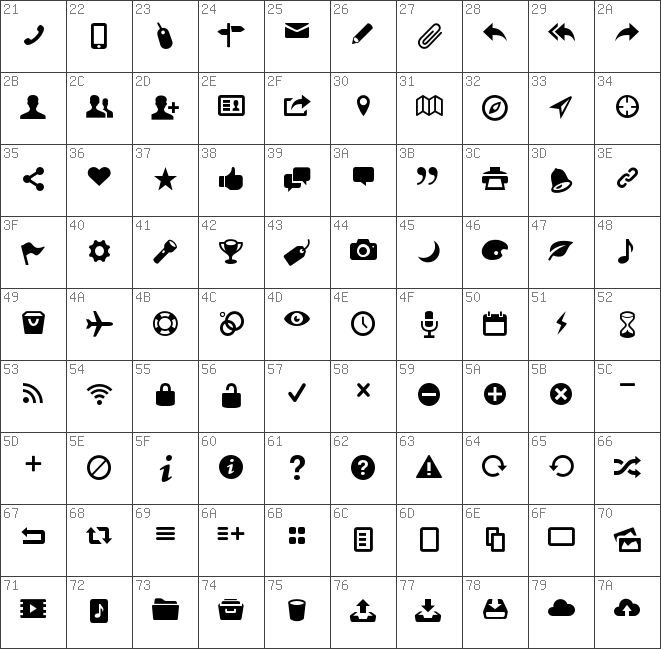 21 22 23 24 25 26 27 28 29 2A
2B 2C 2D 2E 2F 30 31 32 33 34
35 36 37 38 39 3A 3B 3C 3D 3E
3F 40 41 42 43 44 45 46 47 48
49 4A 4B 4C 4D 4E 4F 50 51 52
53 54 55 56 57 58 59 5A 5B 5C
5D 5E 5F 60 61 62 63 64 65 66
67 68 69 6A 6B 6C 6D 6E 6F 70
71 72 73 74 75 76 77 78 79 7A